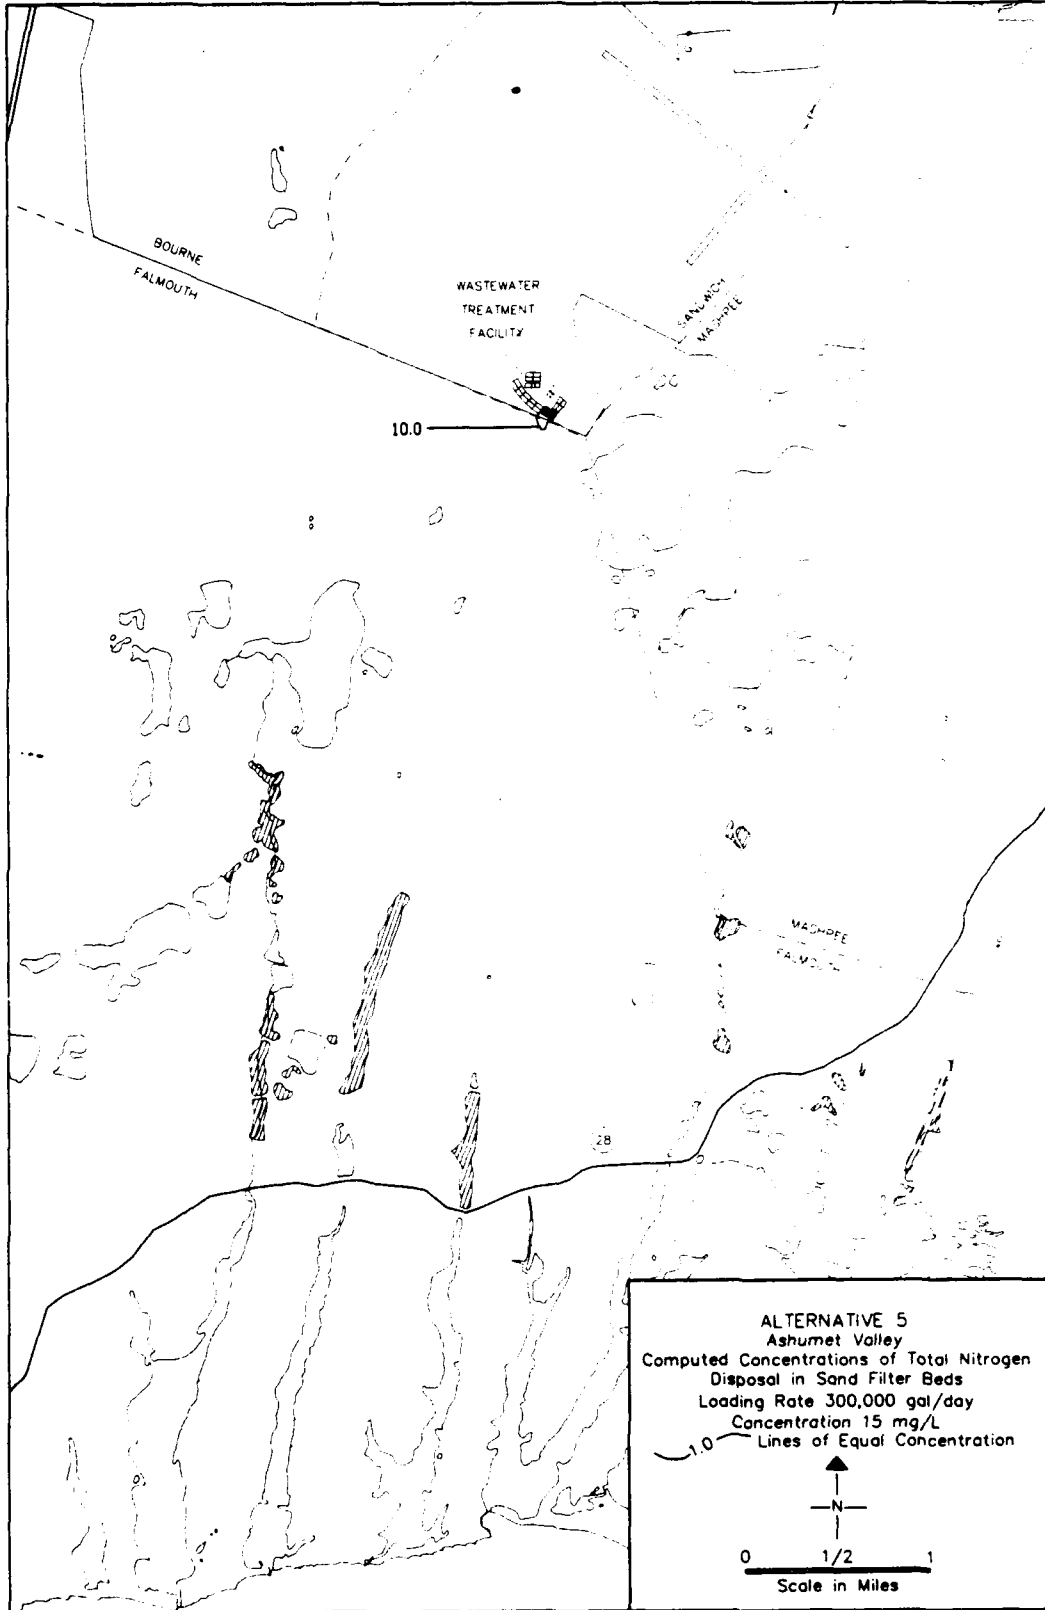 BOURNE
FALMOUTH
WASTEWATER
TREATMENT
FACILITY
SANDWICH
MASHPEE
10.0
MASHPEE
FALMOUTH
28
ALTERNATIVE 5
Ashumet Valley
Computed Concentrations of Total Nitrogen
Disposal in Sand Filter Beds
Loading Rate 300,000 gal/day
Concentration 15 mg/L
1.0 Lines of Equal Concentration
N
0 1/2 1
Scale in Miles